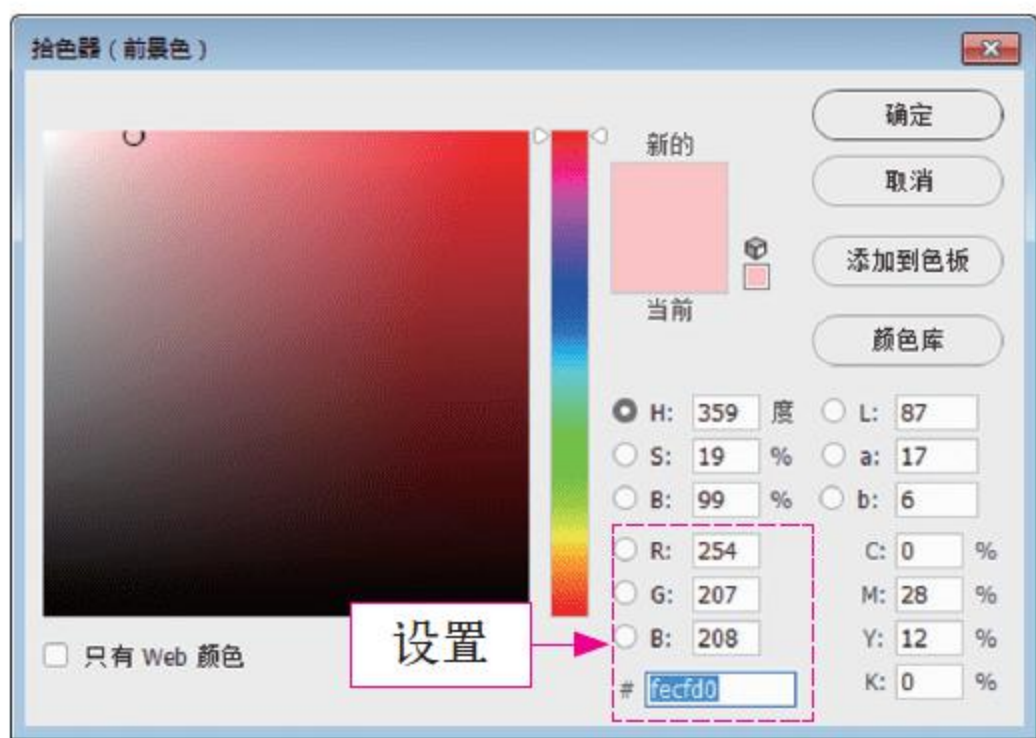 拾色器 ( 前景色 )
确定
新的
取消
添加到色板
当前
颜色库
H: 359 度 L: 87
S: 19 % a: 17
B: 99 % b: 6
R: 254 C: 0 %
G: 207 M: 28 %
设置 B: 208 Y: 12 %
只有 Web 颜色
# fecfd0 K: 0 %